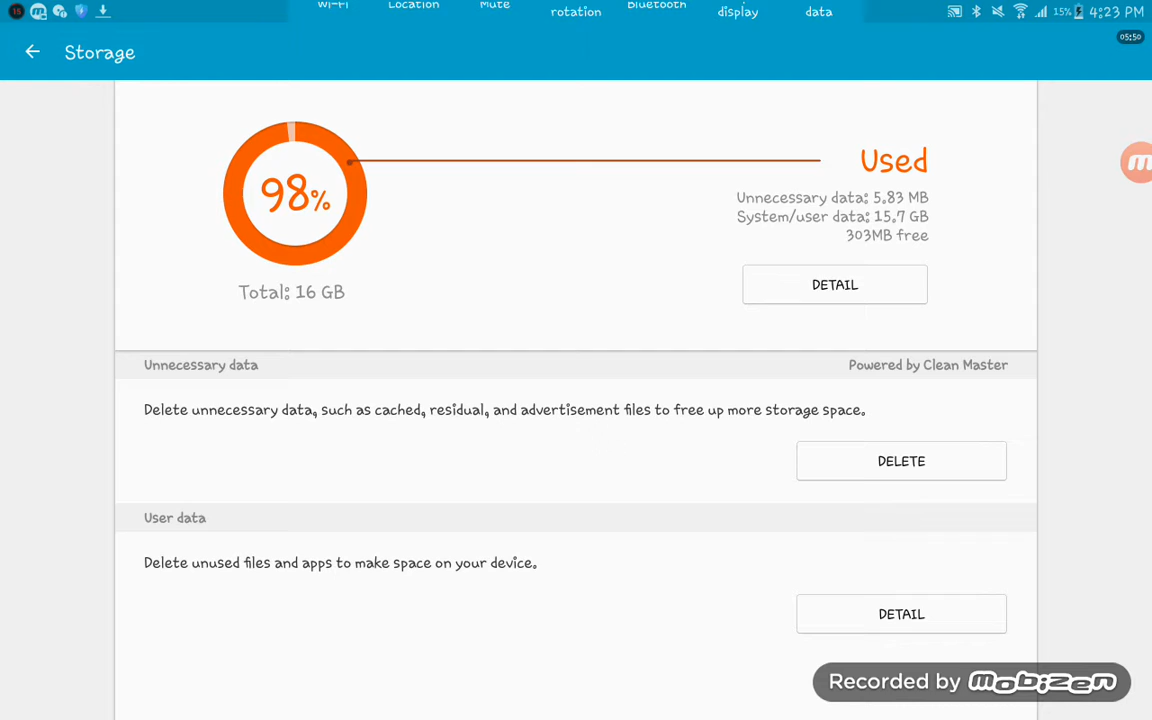 Wi-Fi Location Mute rotation Bluetooth display data
15 15% 4:23 PM
05:50
Storage
98%
Total: 16 GB
Used
Unnecessary data: 5.83 MB
System/user data: 15.7 GB
303MB free
DETAIL
Unnecessary data Powered by Clean Master
Delete unnecessary data, such as cached, residual, and advertisement files to free up more storage space.
DELETE
User data
Delete unused files and apps to make space on your device.
DETAIL
Recorded by mobizen